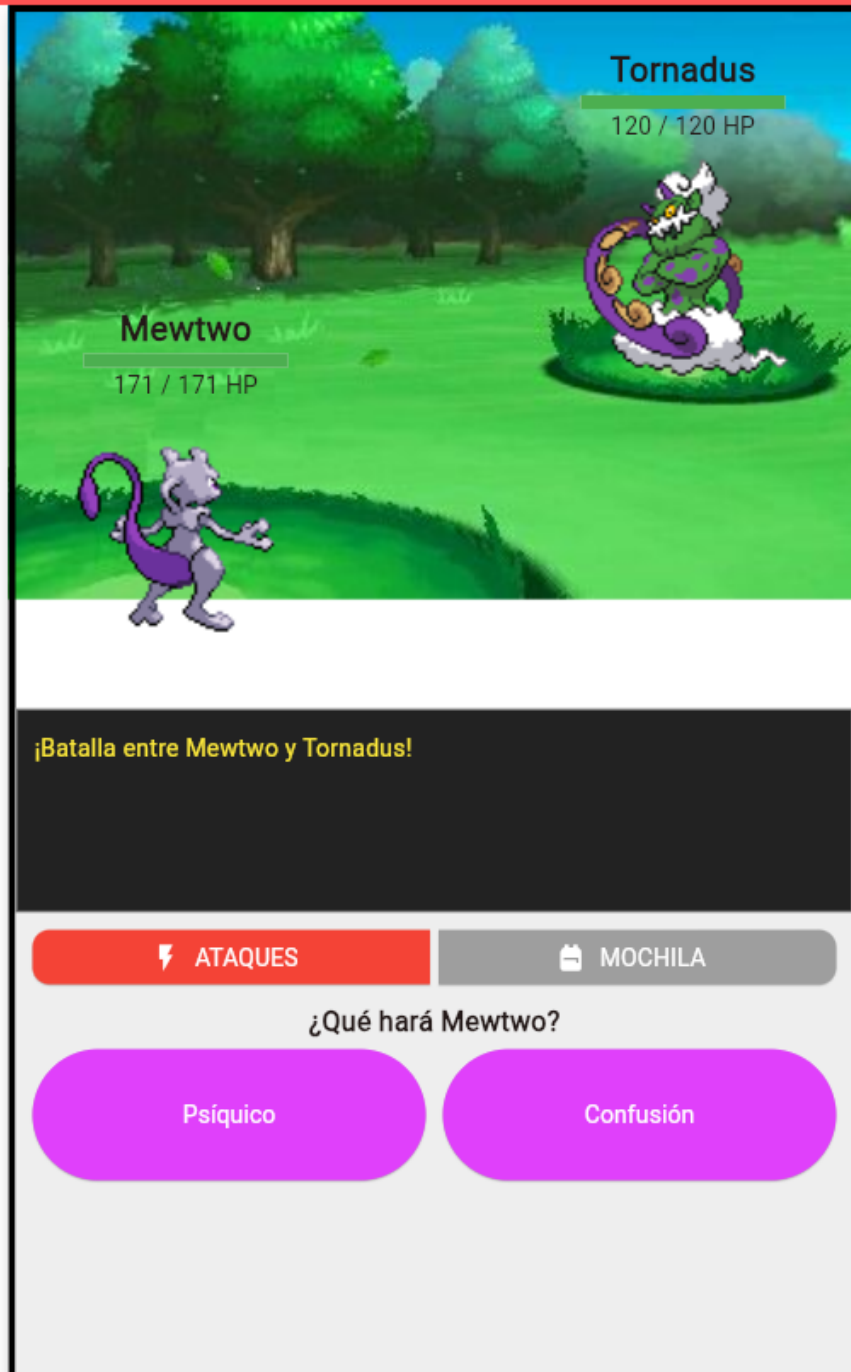 Tornadus
120 / 120 HP
Mewtwo
171 / 171 HP
¡Batalla entre Mewtwo y Tornadus!
ATAQUES
MOCHILA
¿Qué hará Mewtwo?
Psíquico
Confusión